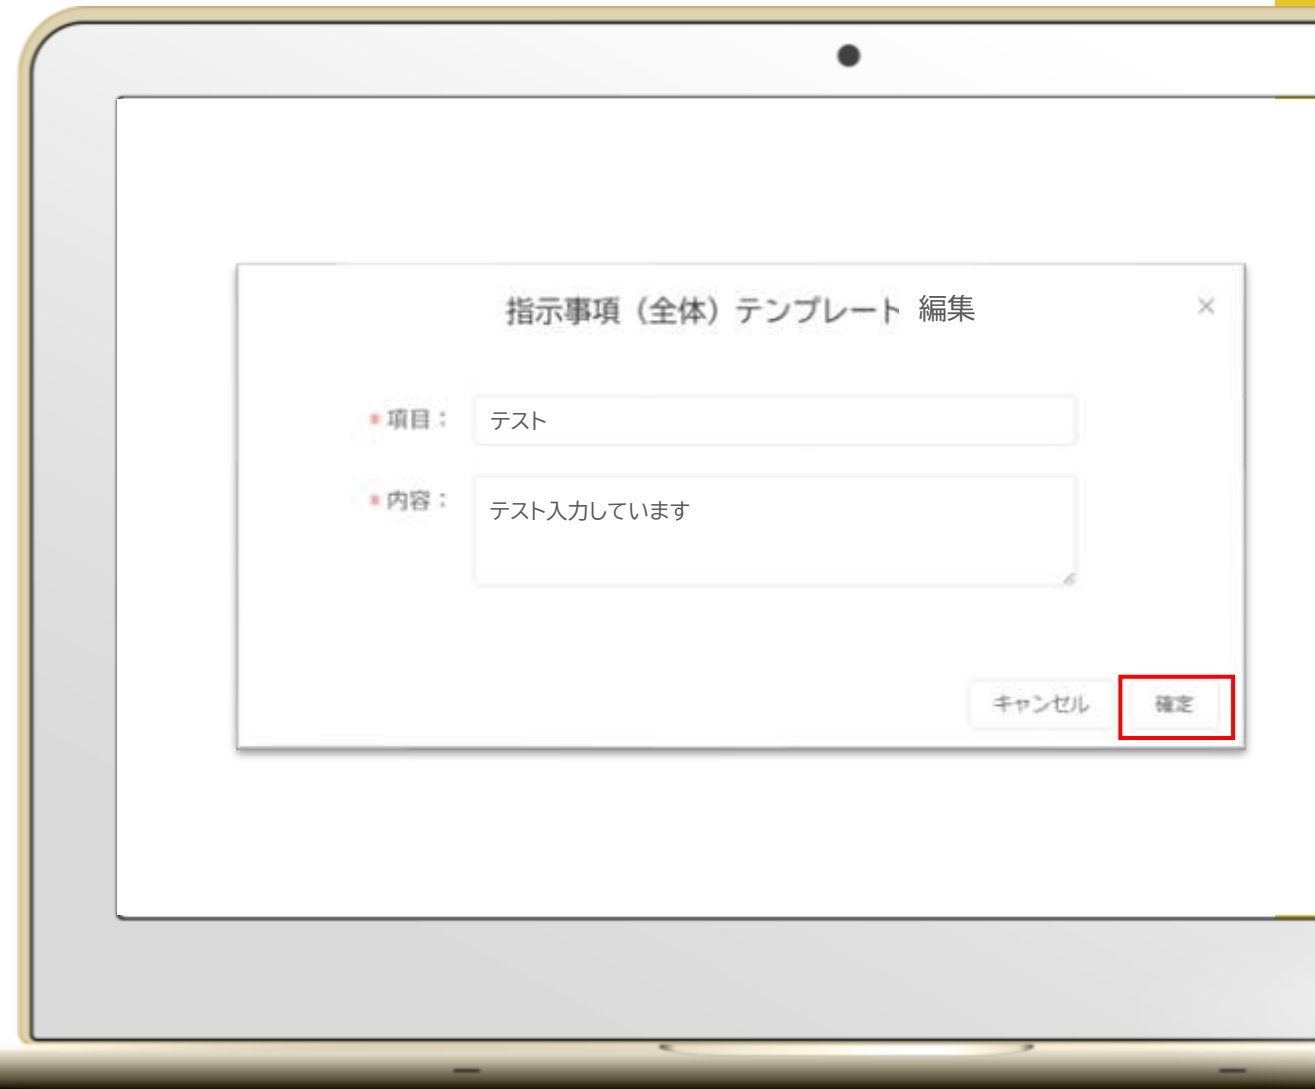 指示事項（全体）テンプレート 編集
×
* 項目： テスト
* 内容： テスト入力しています
キャンセル 確定